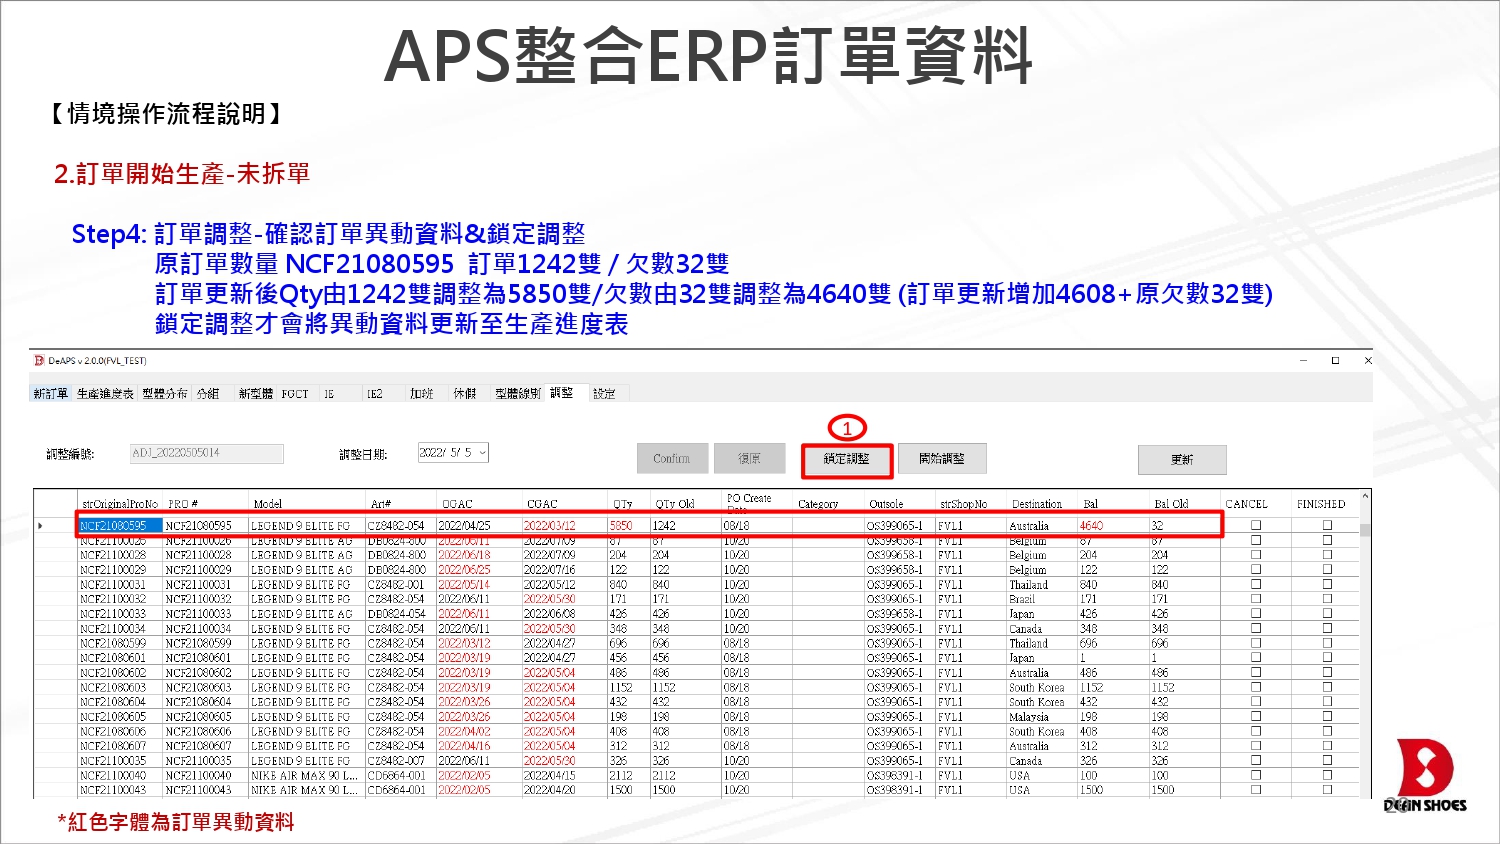 APS整合ERP訂單資料
【情境操作流程說明】
2.訂單開始生產-未拆單
Step4: 訂單調整-確認訂單異動資料&鎖定調整
原訂單數量 NCF21080595 訂單1242雙 / 欠數32雙
訂單更新後Qty由1242雙調整為5850雙/欠數由32雙調整為4640雙 (訂單更新增加4608+原欠數32雙)
鎖定調整才會將異動資料更新至生產進度表
DeAPS v 2.0.0(FVL_TEST)
新訂單 生產進度表 型體分布 分組 新型體 FGCT IE IE2 加班 休假 型體線別 調整 設定
1
調整編號: ADJ_20220505014 調整日期: 2022/ 5/ 5 Confirm 復原 鎖定調整 開始調整 更新
strOriginalProNo PRO # Model Art# OGAC CGAC QTy QTy Old PO Create Date Category Outsole strShopNo Destination Bal Bal Old CANCEL FINISHED
NCF21080595 NCF21080595 LEGEND 9 ELITE FG CZ8482-054 2022/04/25 2022/03/12 5850 1242 08/18 OS399065-1 FVL1 Australia 4640 32
NCF21100026 NCF21100026 LEGEND 9 ELITE AG DB0824-800 2022/06/11 2022/07/09 87 87 10/20 OS399658-1 FVL1 Belgium 87 87
NCF21100028 NCF21100028 LEGEND 9 ELITE AG DB0824-800 2022/06/18 2022/07/09 204 204 10/20 OS399658-1 FVL1 Belgium 204 204
NCF21100029 NCF21100029 LEGEND 9 ELITE AG DB0824-800 2022/06/25 2022/07/16 122 122 10/20 OS399658-1 FVL1 Belgium 122 122
NCF21100031 NCF21100031 LEGEND 9 ELITE FG CZ8482-001 2022/05/14 2022/05/12 840 840 10/20 OS399065-1 FVL1 Thailand 840 840
NCF21100032 NCF21100032 LEGEND 9 ELITE FG CZ8482-054 2022/06/11 2022/05/30 171 171 10/20 OS399065-1 FVL1 Brazil 171 171
NCF21100033 NCF21100033 LEGEND 9 ELITE AG DB0824-054 2022/06/11 2022/06/08 426 426 10/20 OS399658-1 FVL1 Japan 426 426
NCF21100034 NCF21100034 LEGEND 9 ELITE FG CZ8482-054 2022/06/11 2022/05/30 348 348 10/20 OS399065-1 FVL1 Canada 348 348
NCF21080599 NCF21080599 LEGEND 9 ELITE FG CZ8482-054 2022/03/12 2022/04/27 696 696 08/18 OS399065-1 FVL1 Thailand 696 696
NCF21080601 NCF21080601 LEGEND 9 ELITE FG CZ8482-054 2022/03/19 2022/04/27 456 456 08/18 OS399065-1 FVL1 Japan 1 1
NCF21080602 NCF21080602 LEGEND 9 ELITE FG CZ8482-054 2022/03/19 2022/05/04 486 486 08/18 OS399065-1 FVL1 Australia 486 486
NCF21080603 NCF21080603 LEGEND 9 ELITE FG CZ8482-054 2022/03/19 2022/05/04 1152 1152 08/18 OS399065-1 FVL1 South Korea 1152 1152
NCF21080604 NCF21080604 LEGEND 9 ELITE FG CZ8482-054 2022/03/26 2022/05/04 432 432 08/18 OS399065-1 FVL1 South Korea 432 432
NCF21080605 NCF21080605 LEGEND 9 ELITE FG CZ8482-054 2022/03/26 2022/05/04 198 198 08/18 OS399065-1 FVL1 Malaysia 198 198
NCF21080606 NCF21080606 LEGEND 9 ELITE FG CZ8482-054 2022/04/02 2022/05/04 408 408 08/18 OS399065-1 FVL1 South Korea 408 408
NCF21080607 NCF21080607 LEGEND 9 ELITE FG CZ8482-054 2022/04/16 2022/05/04 312 312 08/18 OS399065-1 FVL1 Australia 312 312
NCF21100035 NCF21100035 LEGEND 9 ELITE FG CZ8482-007 2022/06/11 2022/05/30 326 326 10/20 OS399065-1 FVL1 Canada 326 326
NCF21100040 NCF21100040 NIKE AIR MAX 90 L... CD6864-001 2022/02/05 2022/04/15 2112 2112 10/20 OS398391-1 FVL1 USA 100 100
NCF21100043 NCF21100043 NIKE AIR MAX 90 L... CD6864-001 2022/02/05 2022/04/20 1500 1500 10/20 OS398391-1 FVL1 USA 1500 1500
*紅色字體為訂單異動資料
DEAN SHOES
20